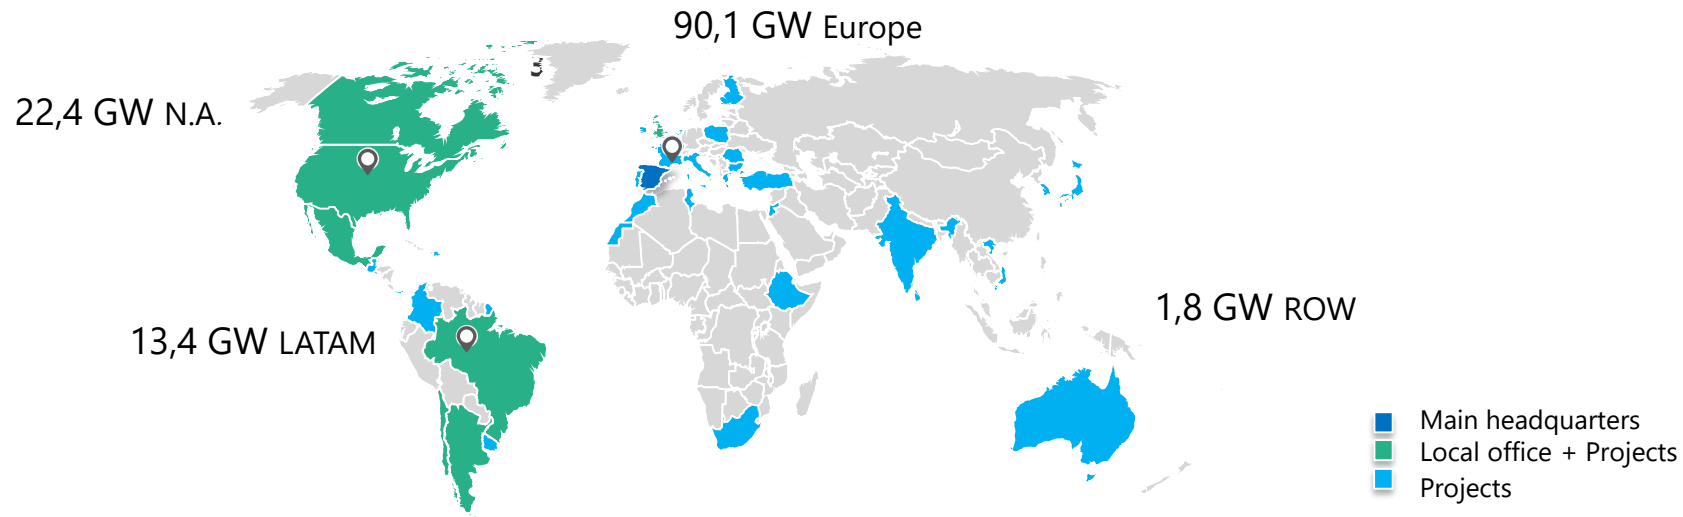 90,1 GW Europe
22,4 GW N.A.
13,4 GW LATAM
1,8 GW ROW
Main headquarters
Local office + Projects
Projects